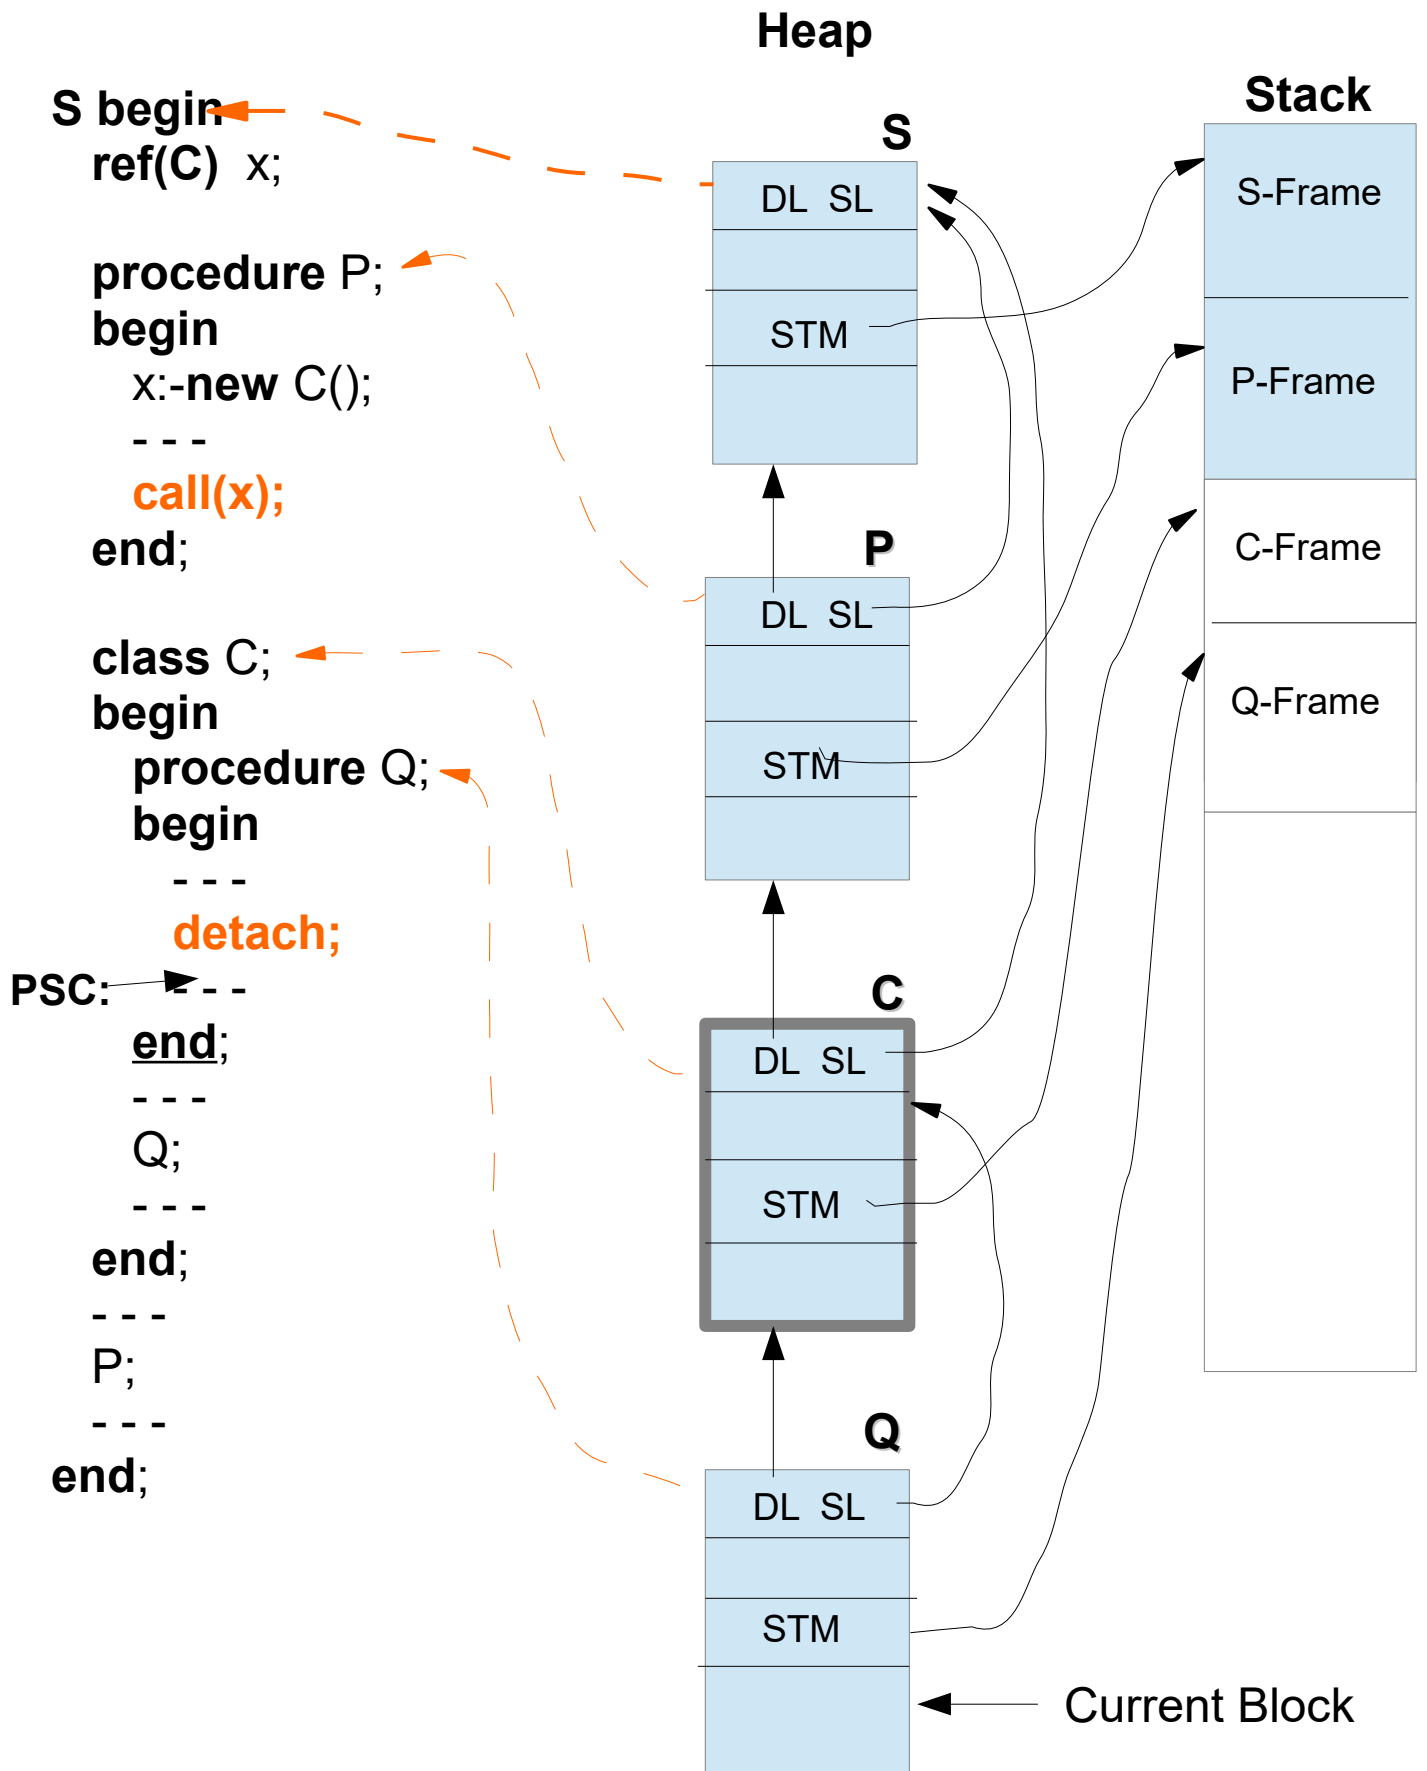 Heap
Stack
S begin
ref(C) x;
procedure P;
begin
x:-new C();
- - -
call(x);
end;
class C;
begin
procedure Q;
begin
- - -
detach;
PSC: - - -
end;
- - -
Q;
- - -
end;
- - -
P;
- - -
end;
S
DL SL
STM
P
DL SL
STM
C
DL SL
STM
Q
DL SL
STM
Current Block
S-Frame
P-Frame
C-Frame
Q-Frame